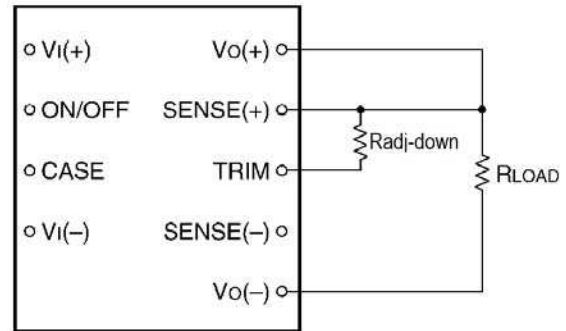 VI(+) VO(+)
ON/OFF SENSE(+)
Radj-down
CASE TRIM
RLOAD
VI(–) SENSE(–)
VO(–)